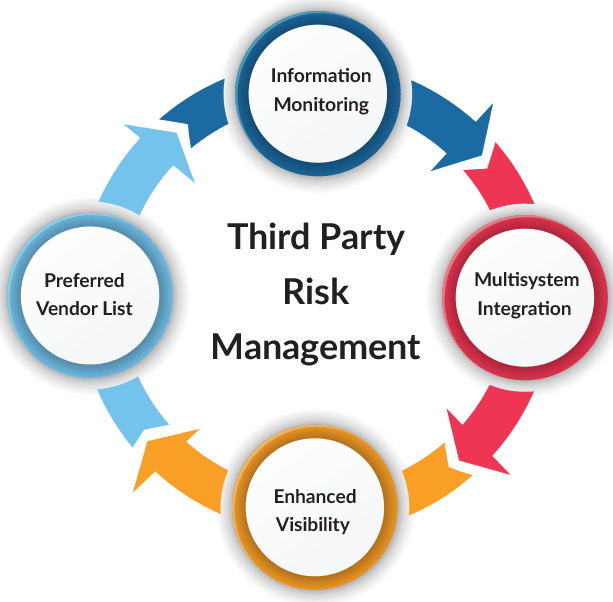 Information
Monitoring
Multisystem
Integration
Enhanced
Visibility
Preferred
Vendor List
Third Party
Risk
Management